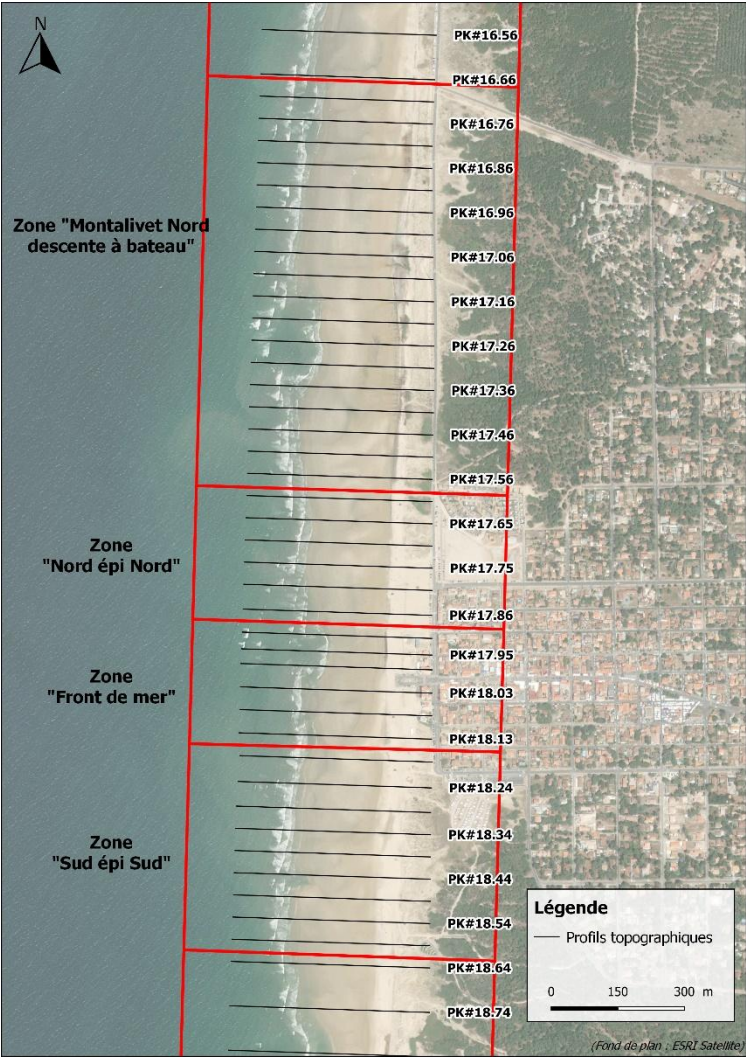 N
PK#16.56
PK#16.66
PK#16.76
PK#16.86
PK#16.96
Zone "Montalivet Nord
descente à bateau"
PK#17.06
PK#17.16
PK#17.26
PK#17.36
PK#17.46
PK#17.56
PK#17.65
Zone
"Nord épi Nord"
PK#17.75
PK#17.86
PK#17.95
Zone
"Front de mer"
PK#18.03
PK#18.13
PK#18.24
PK#18.34
Zone
"Sud épi Sud"
PK#18.44
PK#18.54
PK#18.64
PK#18.74
Légende
Profils topographiques
0 150 300 m
(Fond de plan : ESRI Satellite)